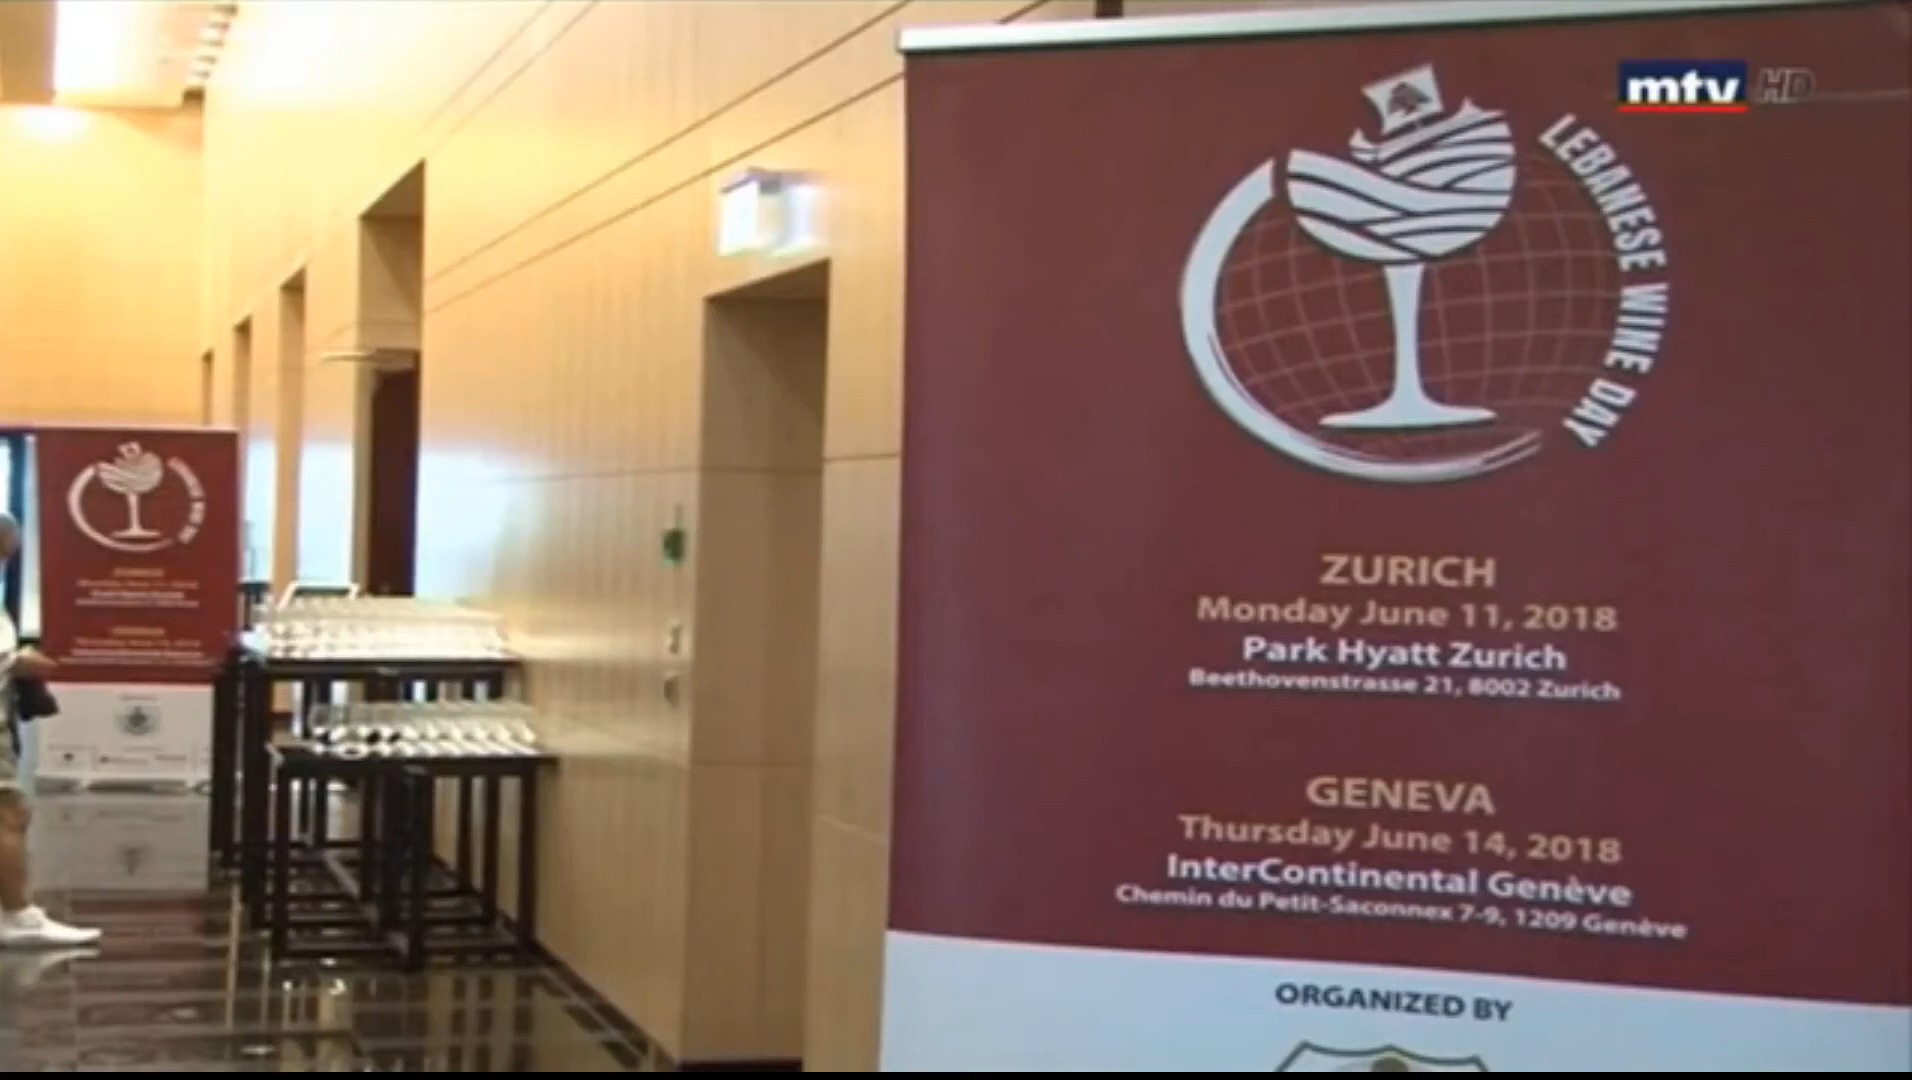 mtv HD
LEBANESE WINE DAY
ZURICH
Monday June 11, 2018
Park Hyatt Zurich
Beethovenstrasse 21, 8002 Zurich
GENEVA
Thursday June 14, 2018
InterContinental Genève
Chemin du Petit-Saconnex 7-9, 1209 Genève
ORGANIZED BY